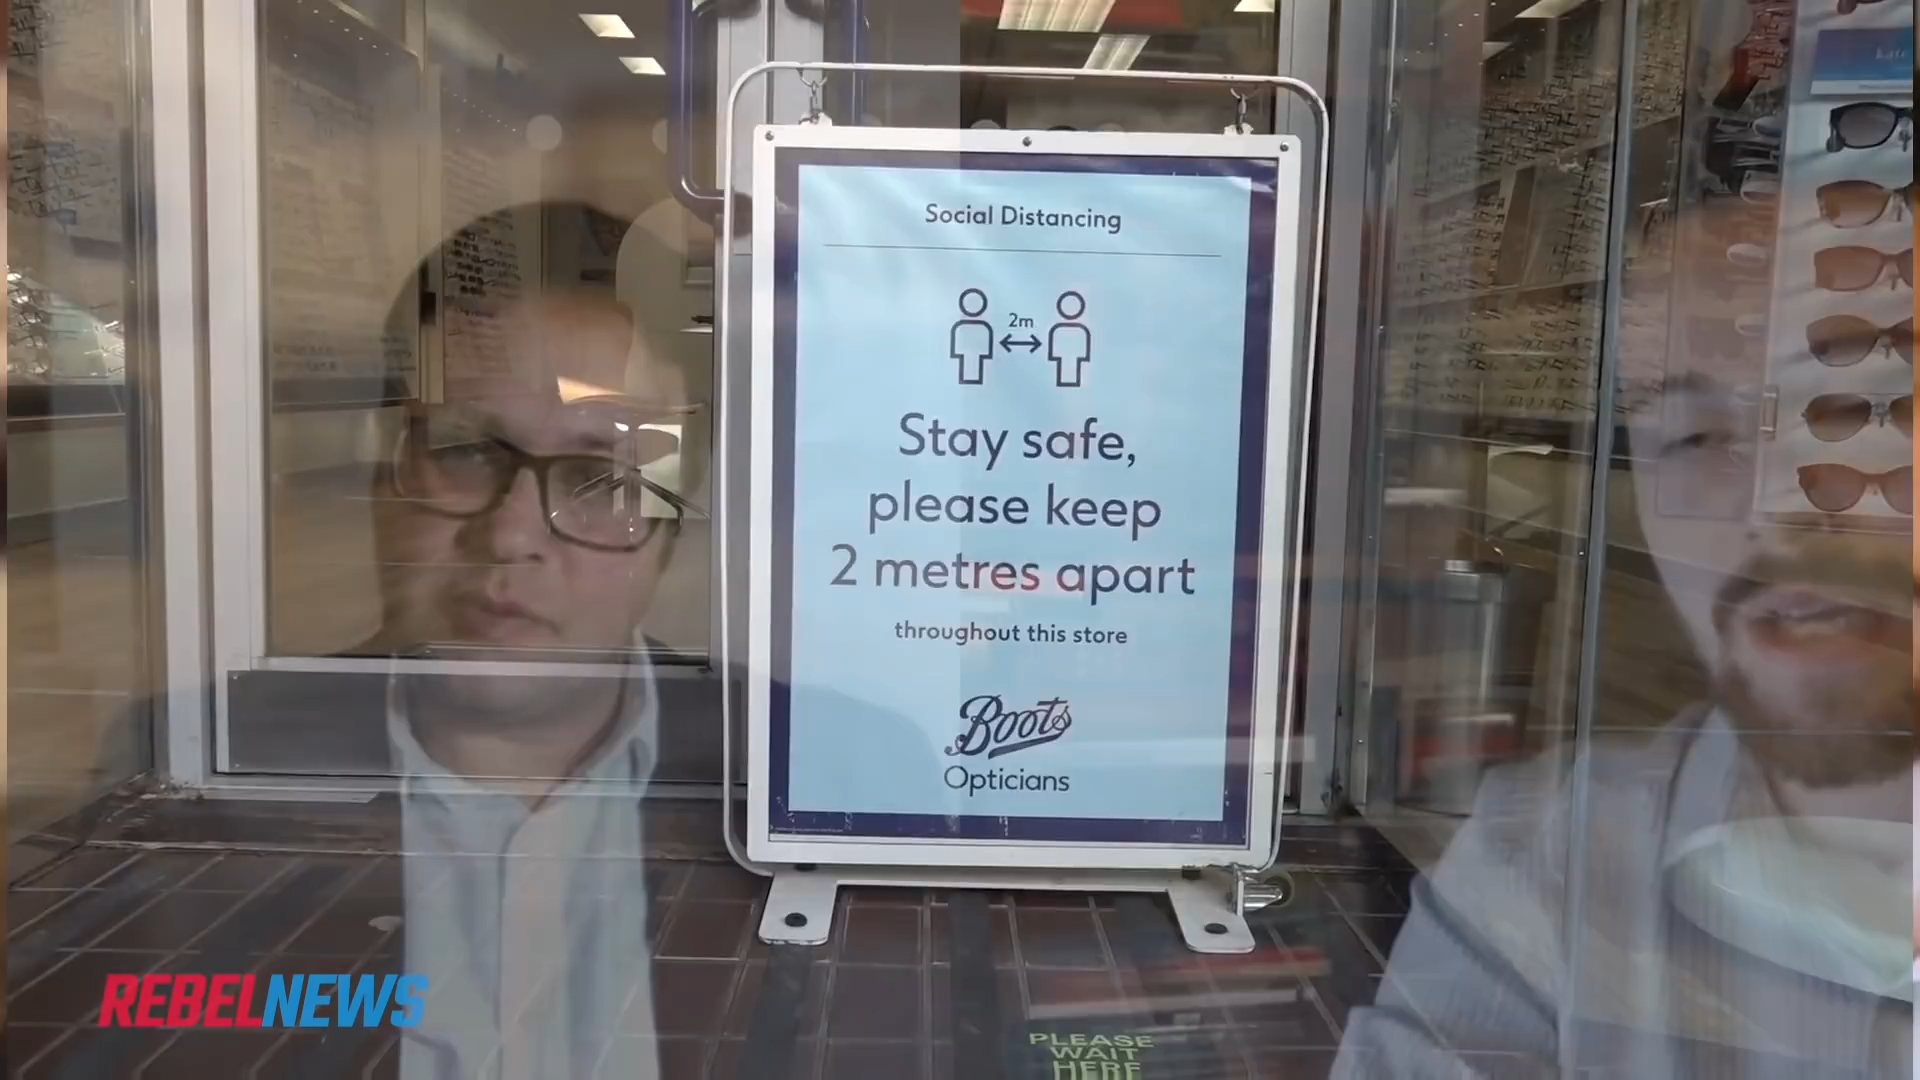 Kate
Social Distancing
2m
Stay safe,
please keep
2 metres apart
throughout this store
Boots
Opticians
REBELNEWS
PLEASE
WAIT
HERE